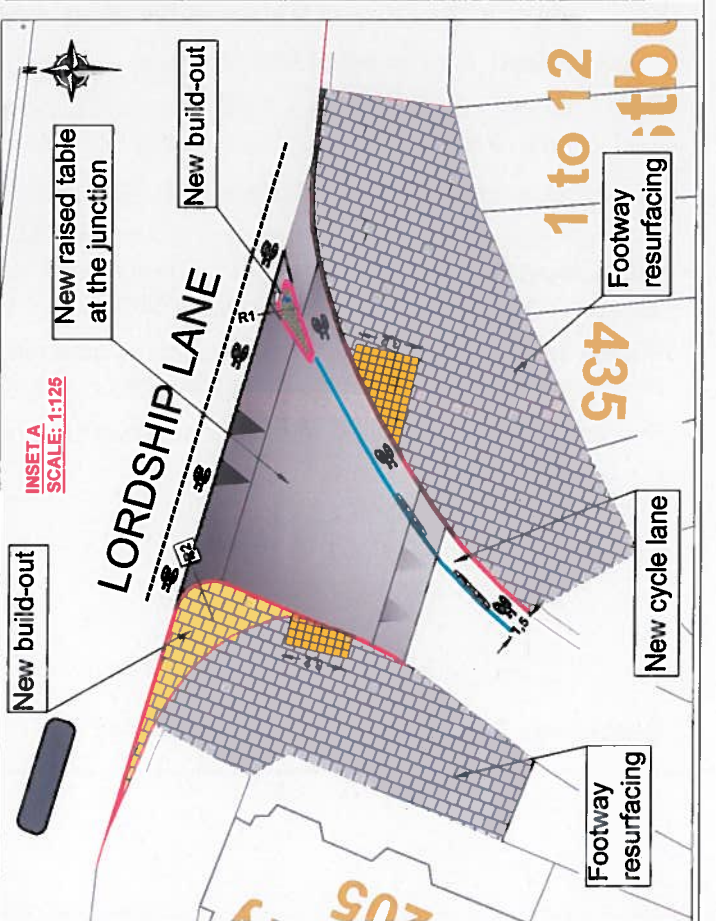 New build-out
INSET A
SCALE: 1:125
New raised table
at the junction
New build-out
LORDSHIP LANE
R2
R1
1,5
New cycle lane
Footway
resurfacing
Footway
resurfacing
205
435
1 to 12